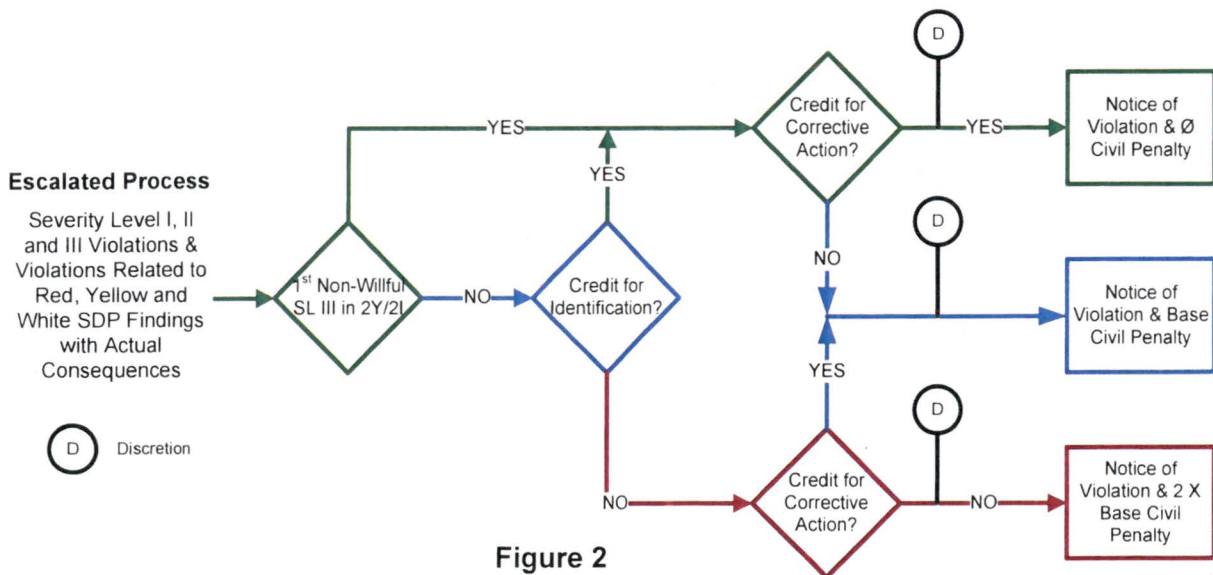 Escalated Process
Severity Level I, II
and III Violations &
Violations Related to
Red, Yellow and
White SDP Findings
with Actual
Consequences
D
Discretion
1st Non-Willful
SL III in 2Y/2I
YES
NO
Credit for
Identification?
YES
NO
Credit for
Corrective
Action?
D
YES
Notice of
Violation & Ø
Civil Penalty
NO
D
Notice of
Violation & Base
Civil Penalty
YES
Credit for
Corrective
Action?
D
NO
Notice of
Violation & 2 X
Base Civil
Penalty
Figure 2